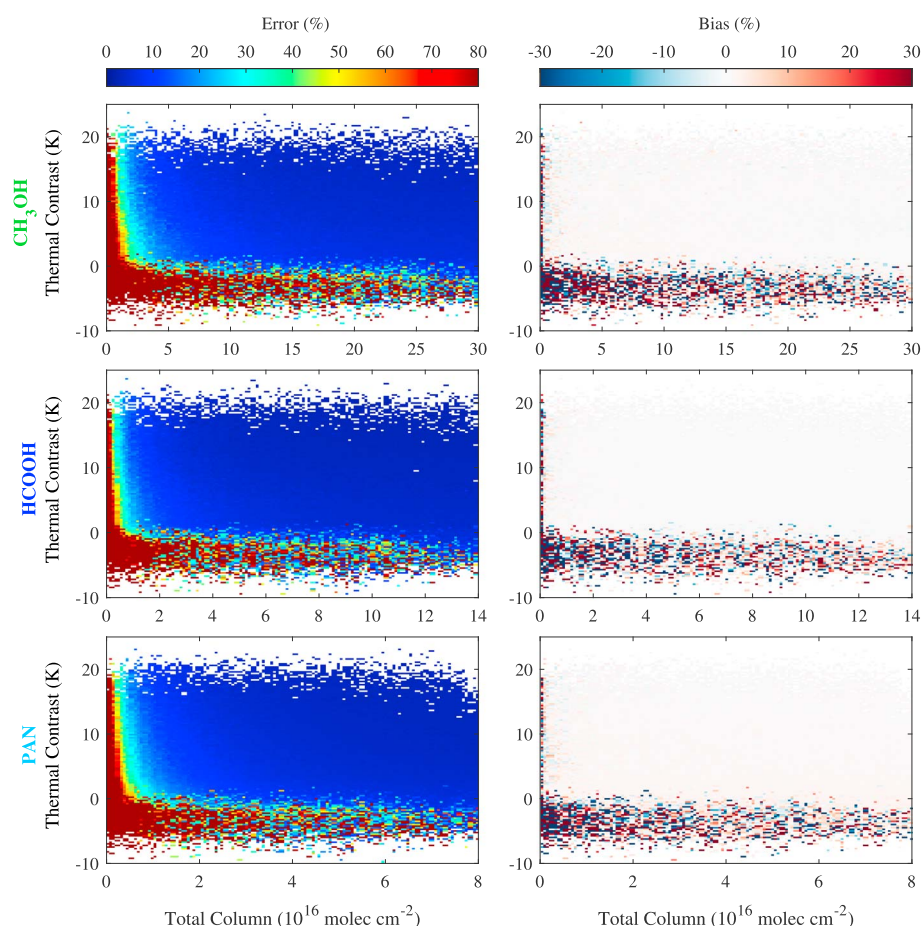 Error (%)
0 10 20 30 40 50 60 70 80
Bias (%)
-30 -20 -10 0 10 20 30
CH3OH
Thermal Contrast (K)
20
10
0
-10
0 5 10 15 20 25 30
20
10
0
-10
0 5 10 15 20 25 30
HCOOH
Thermal Contrast (K)
20
10
0
-10
0 2 4 6 8 10 12 14
20
10
0
-10
0 2 4 6 8 10 12 14
PAN
Thermal Contrast (K)
20
10
0
-10
0 2 4 6 8
Total Column (10^16 molec cm^-2)
20
10
0
-10
0 2 4 6 8
Total Column (10^16 molec cm^-2)